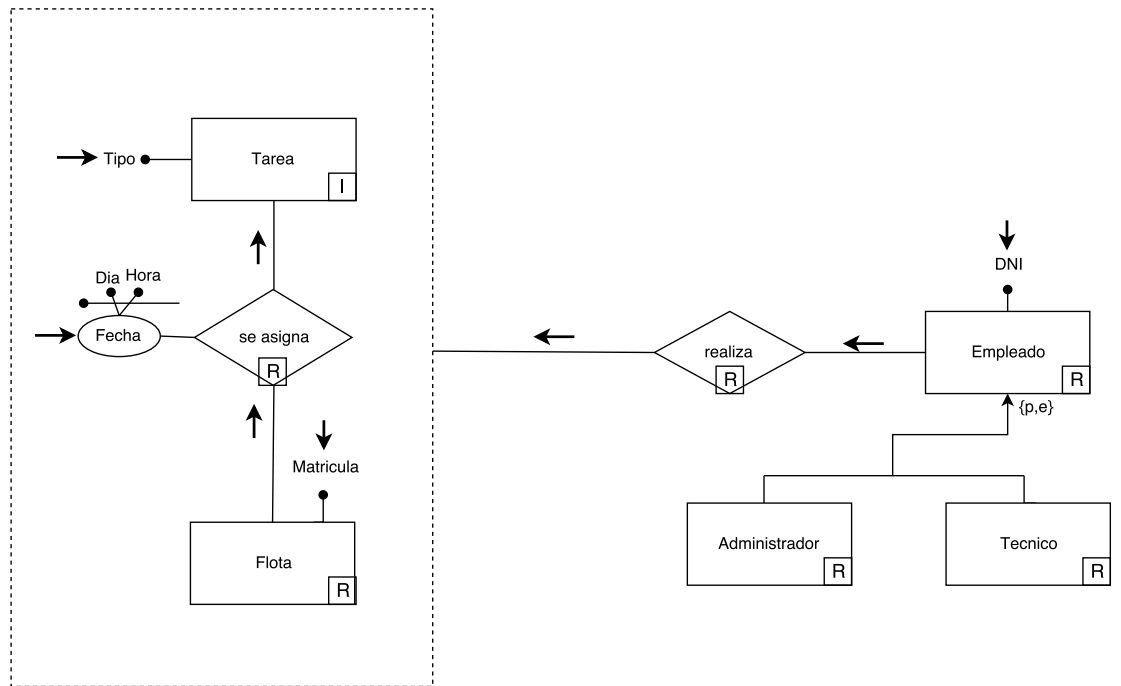 Tipo
Tarea
I
Dia
Hora
Fecha
se asigna
R
Matricula
Flota
R
realiza
R
DNI
Empleado
R
{p,e}
Administrador
R
Tecnico
R